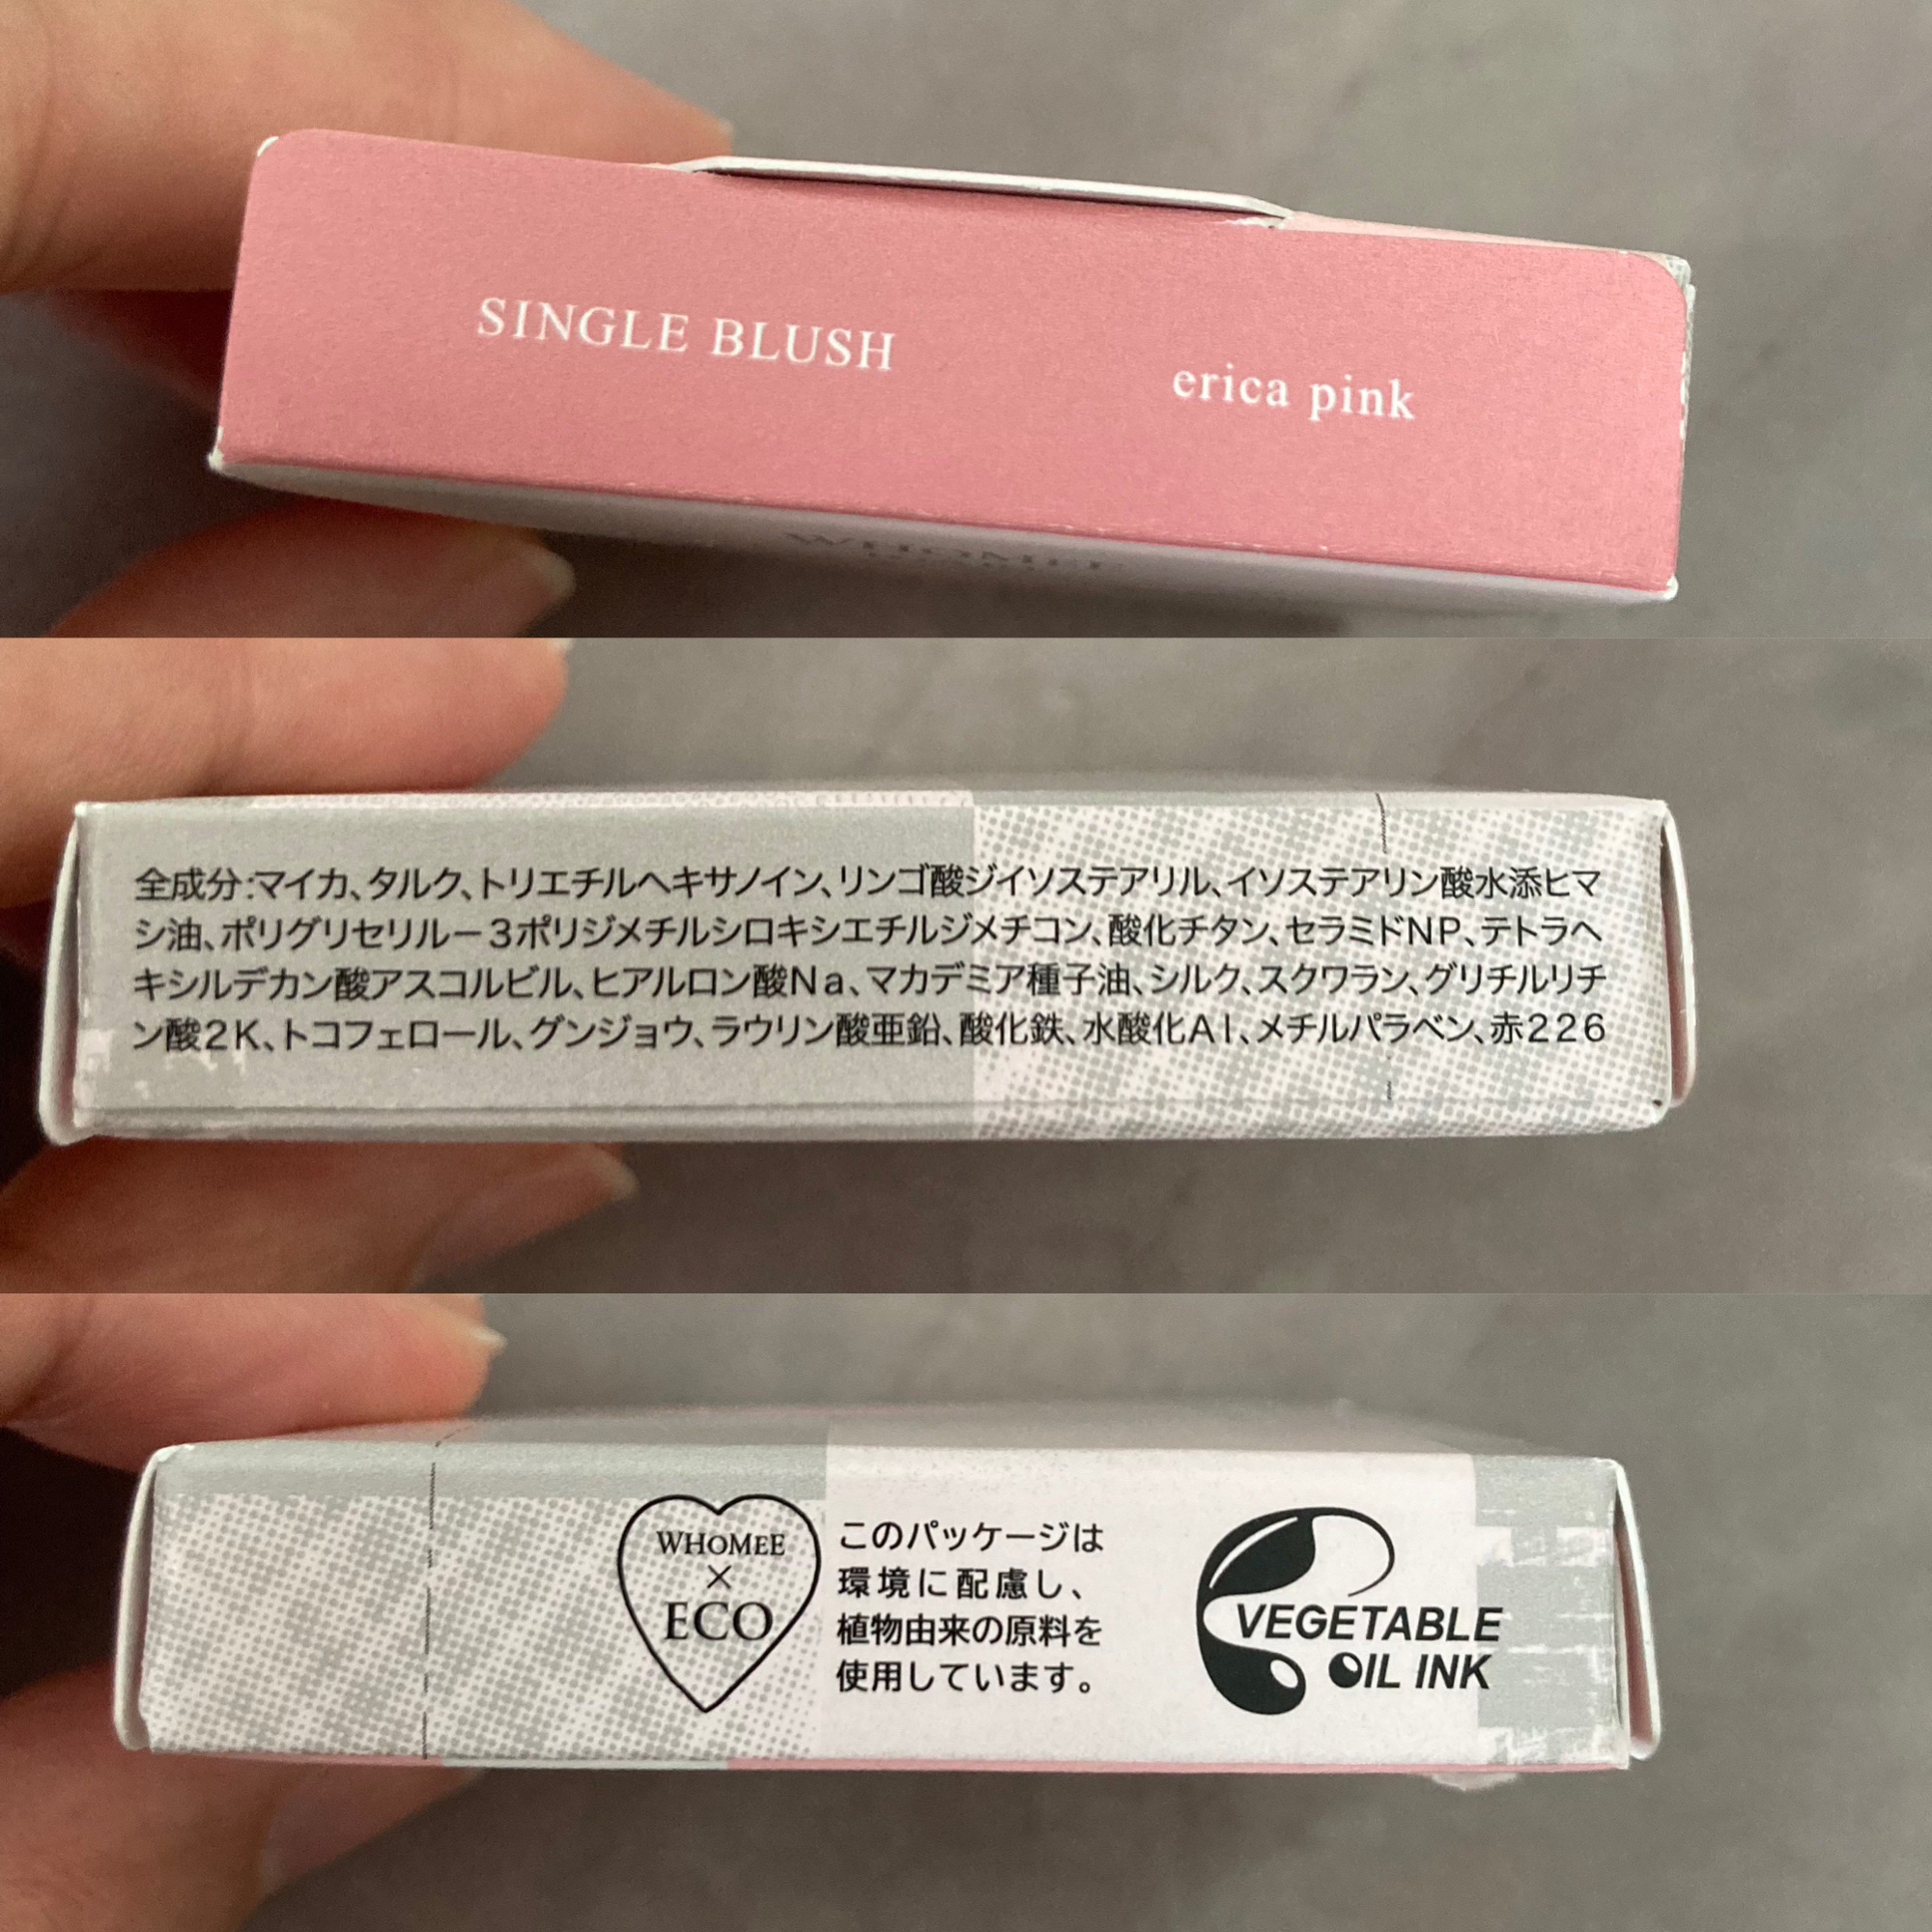 SINGLE BLUSH
erica pink
WHOMEE
全成分:マイカ、タルク、トリエチルヘキサノイン、リンゴ酸ジイソステアリル、イソステアリン酸水添ヒマ
シ油、ポリグリセリル－3ポリジメチルシロキシエチルジメチコン、酸化チタン、セラミドNP、テトラヘ
キシルデカン酸アスコルビル、ヒアルロン酸Na、マカデミア種子油、シルク、スクワラン、グリチルリチ
ン酸2K、トコフェロール、グンジョウ、ラウリン酸亜鉛、酸化鉄、水酸化Al、メチルパラベン、赤226
WHOMEE
×
ECO
このパッケージは
環境に配慮し、
植物由来の原料を
使用しています。
VEGETABLE
OIL INK